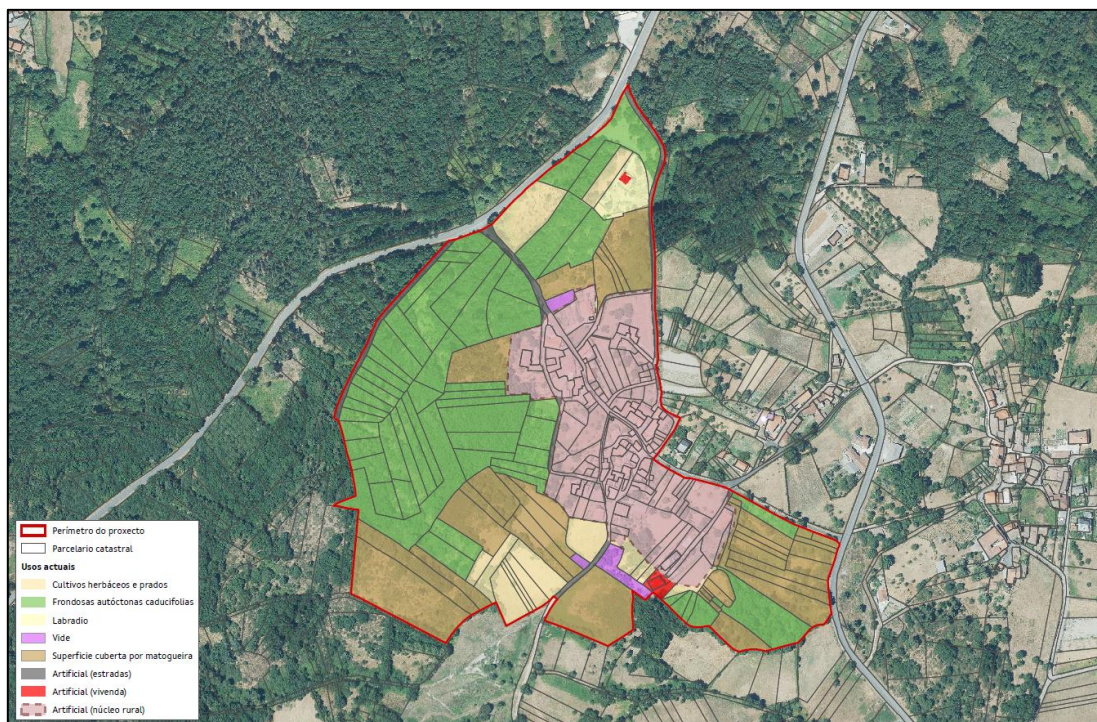 Perímetro do proxecto
Parcelario catastral
Usos actuais
Cultivos herbáceos e prados
Frondosas autóctonas caducifolias
Labradio
Vide
Superficie cuberta por matogueira
Artificial (estradas)
Artificial (vivenda)
Artificial (núcleo rural)